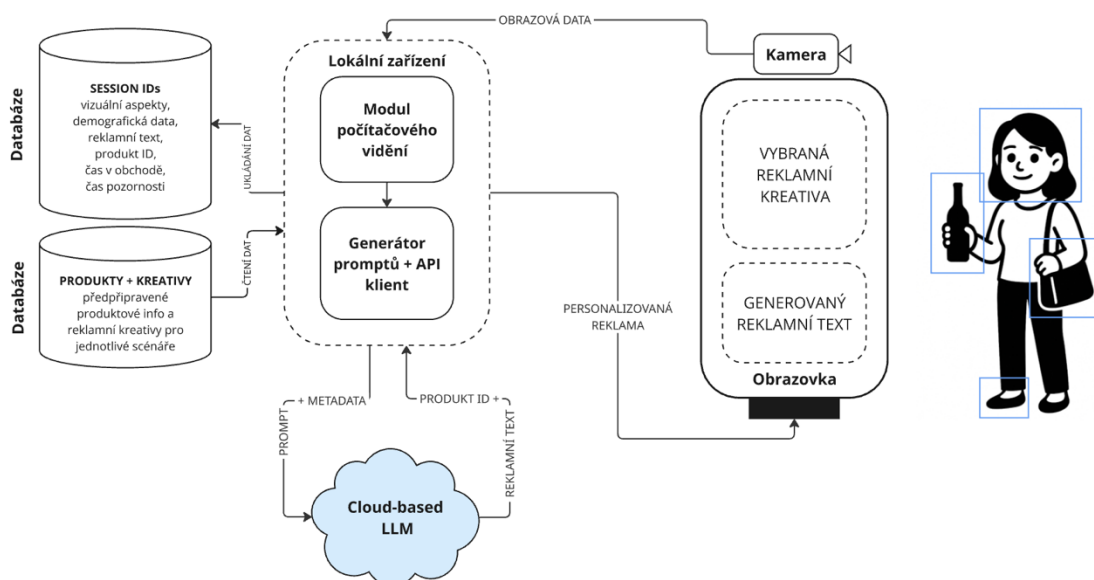 OBRAZOVÁ DATA
Kamera
Databáze
SESSION IDs
vizuální aspekty,
demografická data,
reklamní text,
produkt ID,
čas v obchodě,
čas pozornosti
UKLÁDÁNÍ DAT
Lokální zařízení
Modul
počítačového
vidění
Generátor
promptů + API
klient
Databáze
PRODUKTY + KREATIVY
předpřipravené
produktové info a
reklamní kreativy pro
jednotlivé scénáře
ČTENÍ DAT
PERSONALIZOVANÁ
REKLAMA
VYBRANÁ
REKLAMNÍ
KREATIVA
GENEROVANÝ
REKLAMNÍ TEXT
Obrazovka
PROMPT
+ METADATA
PRODUKT ID +
REKLAMNÍ TEXT
Cloud-based
LLM